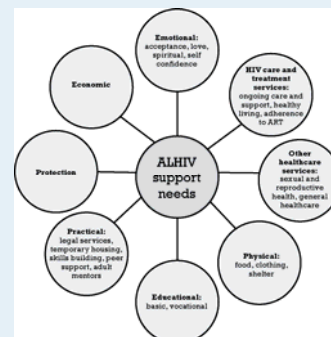 Emotional:
acceptance, love,
spiritual, self
confidence
HIV care and
treatment
services:
ongoing care and
support, healthy
living, adherence
to ART
Other
healthcare
services:
sexual and
reproductive
health, general
healthcare
Physical:
food, clothing,
shelter
Educational:
basic, vocational
Practical:
legal services,
temporary housing,
skills building, peer
support, adult
mentors
Protection
Economic
ALHIV
support
needs